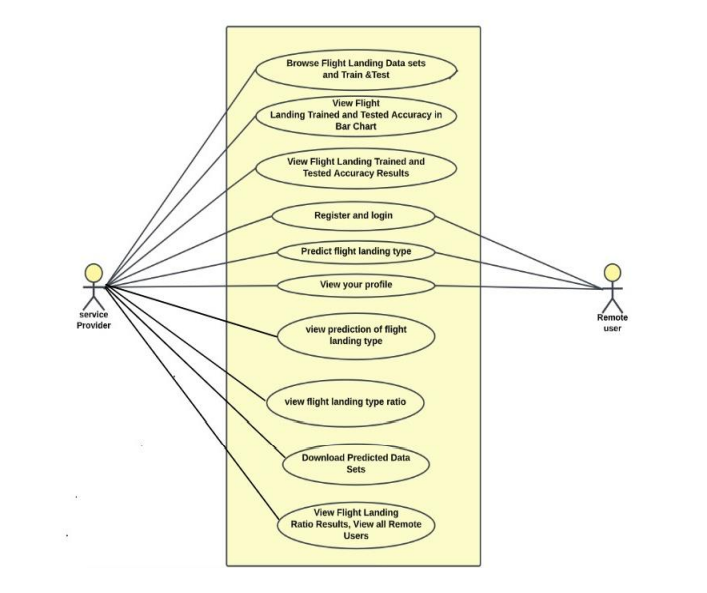 Browse Flight Landing Data sets
and Train &Test
View Flight
Landing Trained and Tested Accuracy in
Bar Chart
View Flight Landing Trained and
Tested Accuracy Results
Register and login
Predict flight landing type
View your profile
service
Provider
Remote
user
view prediction of flight
landing type
view flight landing type ratio
Download Predicted Data
Sets
View Flight Landing
Ratio Results, View all Remote
Users